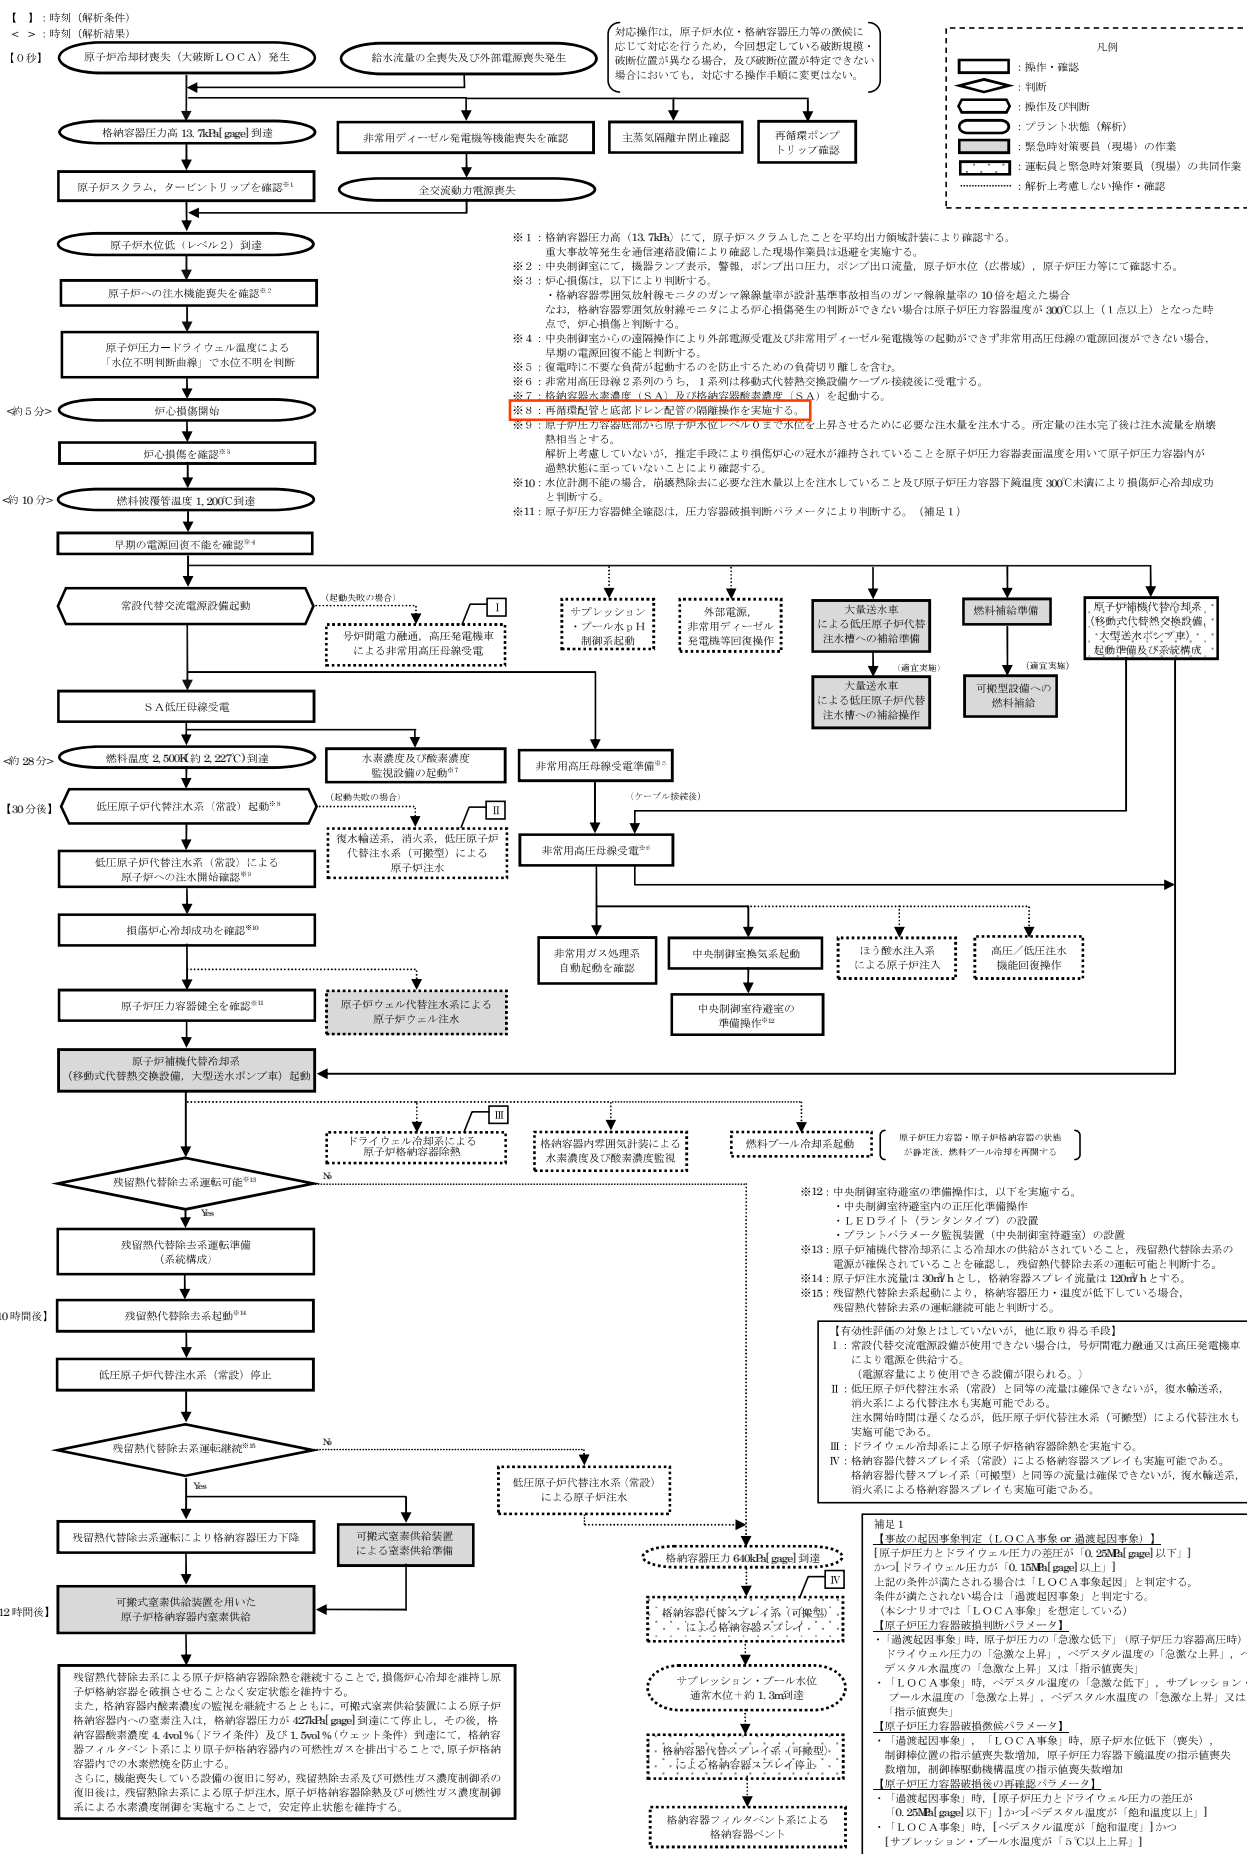 【　】：時刻（解析条件）
＜　＞：時刻（解析結果）
【０秒】
原子炉冷却材喪失（大破断ＬＯＣＡ）発生
給水流量の全喪失及び外部電源喪失発生
対応操作は，原子炉水位・格納容器圧力等の徴候に
応じて対応を行うため，今回想定している破断規模・
破断位置が異なる場合，及び破断位置が特定できない
場合においても，対応する操作手順に変更はない。
凡例
：操作・確認
：判断
：操作及び判断
：プラント状態（解析）
：緊急時対策要員（現場）の作業
：運転員と緊急時対策要員（現場）の共同作業
：解析上考慮しない操作・確認
格納容器圧力高 13.7kPa[gage]到達
非常用ディーゼル発電機等機能喪失を確認
主蒸気隔離弁閉止確認
再循環ポンプ
トリップ確認
原子炉スクラム，タービントリップを確認※1
全交流動力電源喪失
原子炉水位低（レベル２）到達
原子炉への注水機能喪失を確認※2
原子炉圧力－ドライウェル温度による
「水位不明判断曲線」で水位不明を判断
<約５分>
炉心損傷開始
炉心損傷を確認※3
<約 10 分>
燃料被覆管温度 1,200℃到達
早期の電源回復不能を確認※4
※１：格納容器圧力高（13.7kPa）にて，原子炉スクラムしたことを平均出力領域計装により確認する。
重大事故等発生を通信連絡設備により確認した現場作業員は退避を実施する。
※２：中央制御室にて，機器ランプ表示，警報，ポンプ出口圧力，ポンプ出口流量，原子炉水位（広帯域），原子炉圧力等にて確認する。
※３：炉心損傷は，以下により判断する。
・格納容器雰囲気放射線モニタのガンマ線線量率が設計基準事故相当のガンマ線線量率の 10 倍を超えた場合
なお，格納容器雰囲気放射線モニタによる炉心損傷発生の判断ができない場合は原子炉圧力容器温度が 300℃以上（１点以上）となった時
点で，炉心損傷と判断する。
※４：中央制御室からの遠隔操作により外部電源受電及び非常用ディーゼル発電機等の起動ができず非常用高圧母線の電源回復ができない場合，
早期の電源回復不能と判断する。
※５：復電時に不要な負荷が起動するのを防止するための負荷切り離しを含む。
※６：非常用高圧母線２系列のうち，１系列は移動式代替熱交換設備ケーブル接続後に受電する。
※７：格納容器水素濃度（ＳＡ）及び格納容器酸素濃度（ＳＡ）を起動する。
※８：再循環配管と底部ドレン配管の隔離操作を実施する。
※９：原子炉圧力容器底部から原子炉水位レベル０まで水位を上昇させるために必要な注水量を注水する。所定量の注水完了後は注水流量を崩壊
熱相当とする。
解析上考慮していないが，推定手段により損傷炉心の冠水が維持されていることを原子炉圧力容器表面温度を用いて原子炉圧力容器内が
過熱状態に至っていないことにより確認する。
※10：水位計測不能の場合，崩壊熱除去に必要な注水量以上を注水していること及び原子炉圧力容器下鏡温度 300℃未満により損傷炉心冷却成功
と判断する。
※11：原子炉圧力容器健全確認は，圧力容器破損判断パラメータにより判断する。（補足１）
常設代替交流電源設備起動
（起動失敗の場合）
Ⅰ
号炉間電力融通，高圧発電機車
による非常用高圧母線受電
サプレッション
・プール水ｐＨ
制御系起動
外部電源，
非常用ディーゼル
発電機等回復操作
大量送水車
による低圧原子炉代替
注水槽への補給準備
燃料補給準備
原子炉補機代替冷却系
（移動式代替熱交換設備，
大型送水ポンプ車）
起動準備及び系統構成
（適宜実施）
（適宜実施）
大量送水車
による低圧原子炉代替
注水槽への補給操作
可搬型設備への
燃料補給
ＳＡ低圧母線受電
<約 28 分>
燃料温度 2,500K(約 2,227℃)到達
水素濃度及び酸素濃度
監視設備の起動※7
非常用高圧母線受電準備※5
【30 分後】
低圧原子炉代替注水系（常設）起動※8
（起動失敗の場合）
Ⅱ
（ケーブル接続後）
復水輸送系，消火系，低圧原子炉
代替注水系（可搬型）による
原子炉注水
非常用高圧母線受電※6
低圧原子炉代替注水系（常設）による
原子炉への注水開始確認※9
損傷炉心冷却成功を確認※10
非常用ガス処理系
自動起動を確認
中央制御室換気系起動
ほう酸水注入系
による原子炉注入
高圧／低圧注水
機能回復操作
原子炉圧力容器健全を確認※11
原子炉ウェル代替注水系による
原子炉ウェル注水
中央制御室待避室の
準備操作※12
原子炉補機代替冷却系
（移動式代替熱交換設備，大型送水ポンプ車）起動
Ⅲ
ドライウェル冷却系による
原子炉格納容器除熱
格納容器内雰囲気計装による
水素濃度及び酸素濃度監視
燃料プール冷却系起動
原子炉圧力容器・原子炉格納容器の状態
が静定後，燃料プール冷却を再開する
残留熱代替除去系運転可能※13
No
Yes
※12：中央制御室待避室の準備操作は，以下を実施する。
・中央制御室待避室内の正圧化準備操作
・ＬＥＤライト（ランタンタイプ）の設置
・プラントパラメータ監視装置（中央制御室待避室）の設置
※13：原子炉補機代替冷却系による冷却水の供給がされていること，残留熱代替除去系の
電源が確保されていることを確認し，残留熱代替除去系の運転可能と判断する。
※14：原子炉注水流量は 30m³/h とし，格納容器スプレイ流量は 120m³/h とする。
※15：残留熱代替除去系起動により，格納容器圧力・温度が低下している場合，
残留熱代替除去系の運転継続可能と判断する。
残留熱代替除去系運転準備
（系統構成）
10 時間後】
残留熱代替除去系起動※14
低圧原子炉代替注水系（常設）停止
残留熱代替除去系運転継続※15
No
Yes
【有効性評価の対象とはしていないが，他に取り得る手段】
Ⅰ：常設代替交流電源設備が使用できない場合は，号炉間電力融通又は高圧発電機車
により電源を供給する。
（電源容量により使用できる設備が限られる。）
Ⅱ：低圧原子炉代替注水系（常設）と同等の流量は確保できないが，復水輸送系，
消火系による代替注水も実施可能である。
注水開始時間は遅くなるが，低圧原子炉代替注水系（可搬型）による代替注水も
実施可能である。
Ⅲ：ドライウェル冷却系による原子炉格納容器除熱を実施する。
Ⅳ：格納容器代替スプレイ系（常設）による格納容器スプレイも実施可能である。
格納容器代替スプレイ系（可搬型）と同等の流量は確保できないが，復水輸送系，
消火系による格納容器スプレイも実施可能である。
低圧原子炉代替注水系（常設）
による原子炉注水
残留熱代替除去系運転により格納容器圧力下降
可搬式窒素供給装置
による窒素供給準備
格納容器圧力 640kPa[gage]到達
Ⅳ
12 時間後】
可搬式窒素供給装置を用いた
原子炉格納容器内窒素供給
格納容器代替スプレイ系（可搬型）
による格納容器スプレイ
サプレッション・プール水位
通常水位＋約 1.3m到達
格納容器代替スプレイ系（可搬型）
による格納容器スプレイ停止
格納容器フィルタベント系による
格納容器ベント
残留熱代替除去系による原子炉格納容器除熱を継続することで，損傷炉心冷却を維持し原
子炉格納容器を破損させることなく安定状態を維持する。
また，格納容器内酸素濃度の監視を継続するとともに，可搬式窒素供給装置による原子炉
格納容器内への窒素注入は，格納容器圧力が 427kPa[gage]到達にて停止し，その後，格
納容器酸素濃度 4.4vol％（ドライ条件）及び 1.5vol％（ウェット条件）到達にて，格納容
器フィルタベント系により原子炉格納容器内の可燃性ガスを排出することで，原子炉格納
容器内での水素燃焼を防止する。
さらに，機能喪失している設備の復旧に努め，残留熱除去系及び可燃性ガス濃度制御系の
復旧後は，残留熱除去系による原子炉注水，原子炉格納容器除熱及び可燃性ガス濃度制御
系による水素濃度制御を実施することで，安定停止状態を維持する。
補足１
【事故の起因事象判定（ＬＯＣＡ事象 or 過渡起因事象）】
[原子炉圧力とドライウェル圧力の差圧が「0.25MPa[gage]以下」]
かつ[ドライウェル圧力が「0.15MPa[gage]以上」]
上記の条件が満たされる場合は「ＬＯＣＡ事象起因」と判定する。
条件が満たされない場合は「過渡起因事象」と判定する。
（本シナリオでは「ＬＯＣＡ事象」を想定している）
【原子炉圧力容器破損判断パラメータ】
・「過渡起因事象」時，原子炉圧力の「急激な低下」（原子炉圧力容器高圧時）
ドライウェル圧力の「急激な上昇」，ペデスタル温度の「急激な上昇」，ペ
デスタル水温度の「急激な上昇」又は「指示値喪失」
・「ＬＯＣＡ事象」時，ペデスタル温度の「急激な低下」，サプレッション・
プール水温度の「急激な上昇」，ペデスタル水温度の「急激な上昇」又は
「指示値喪失」
【原子炉圧力容器破損徴候パラメータ】
・「過渡起因事象」，「ＬＯＣＡ事象」時，原子炉水位低下（喪失），
制御棒位置の指示値喪失数増加，原子炉圧力容器下鏡温度の指示値喪失
数増加，制御棒駆動機構温度の指示値喪失数増加
【原子炉圧力容器破損後の再確認パラメータ】
・「過渡起因事象」時，[原子炉圧力とドライウェル圧力の差圧が
「0.25MPa[gage]以下」]かつ[ペデスタル温度が「飽和温度以上」]
・「ＬＯＣＡ事象」時，[ペデスタル温度が「飽和温度」]かつ
[サプレッション・プール水温度が「５℃以上上昇」]